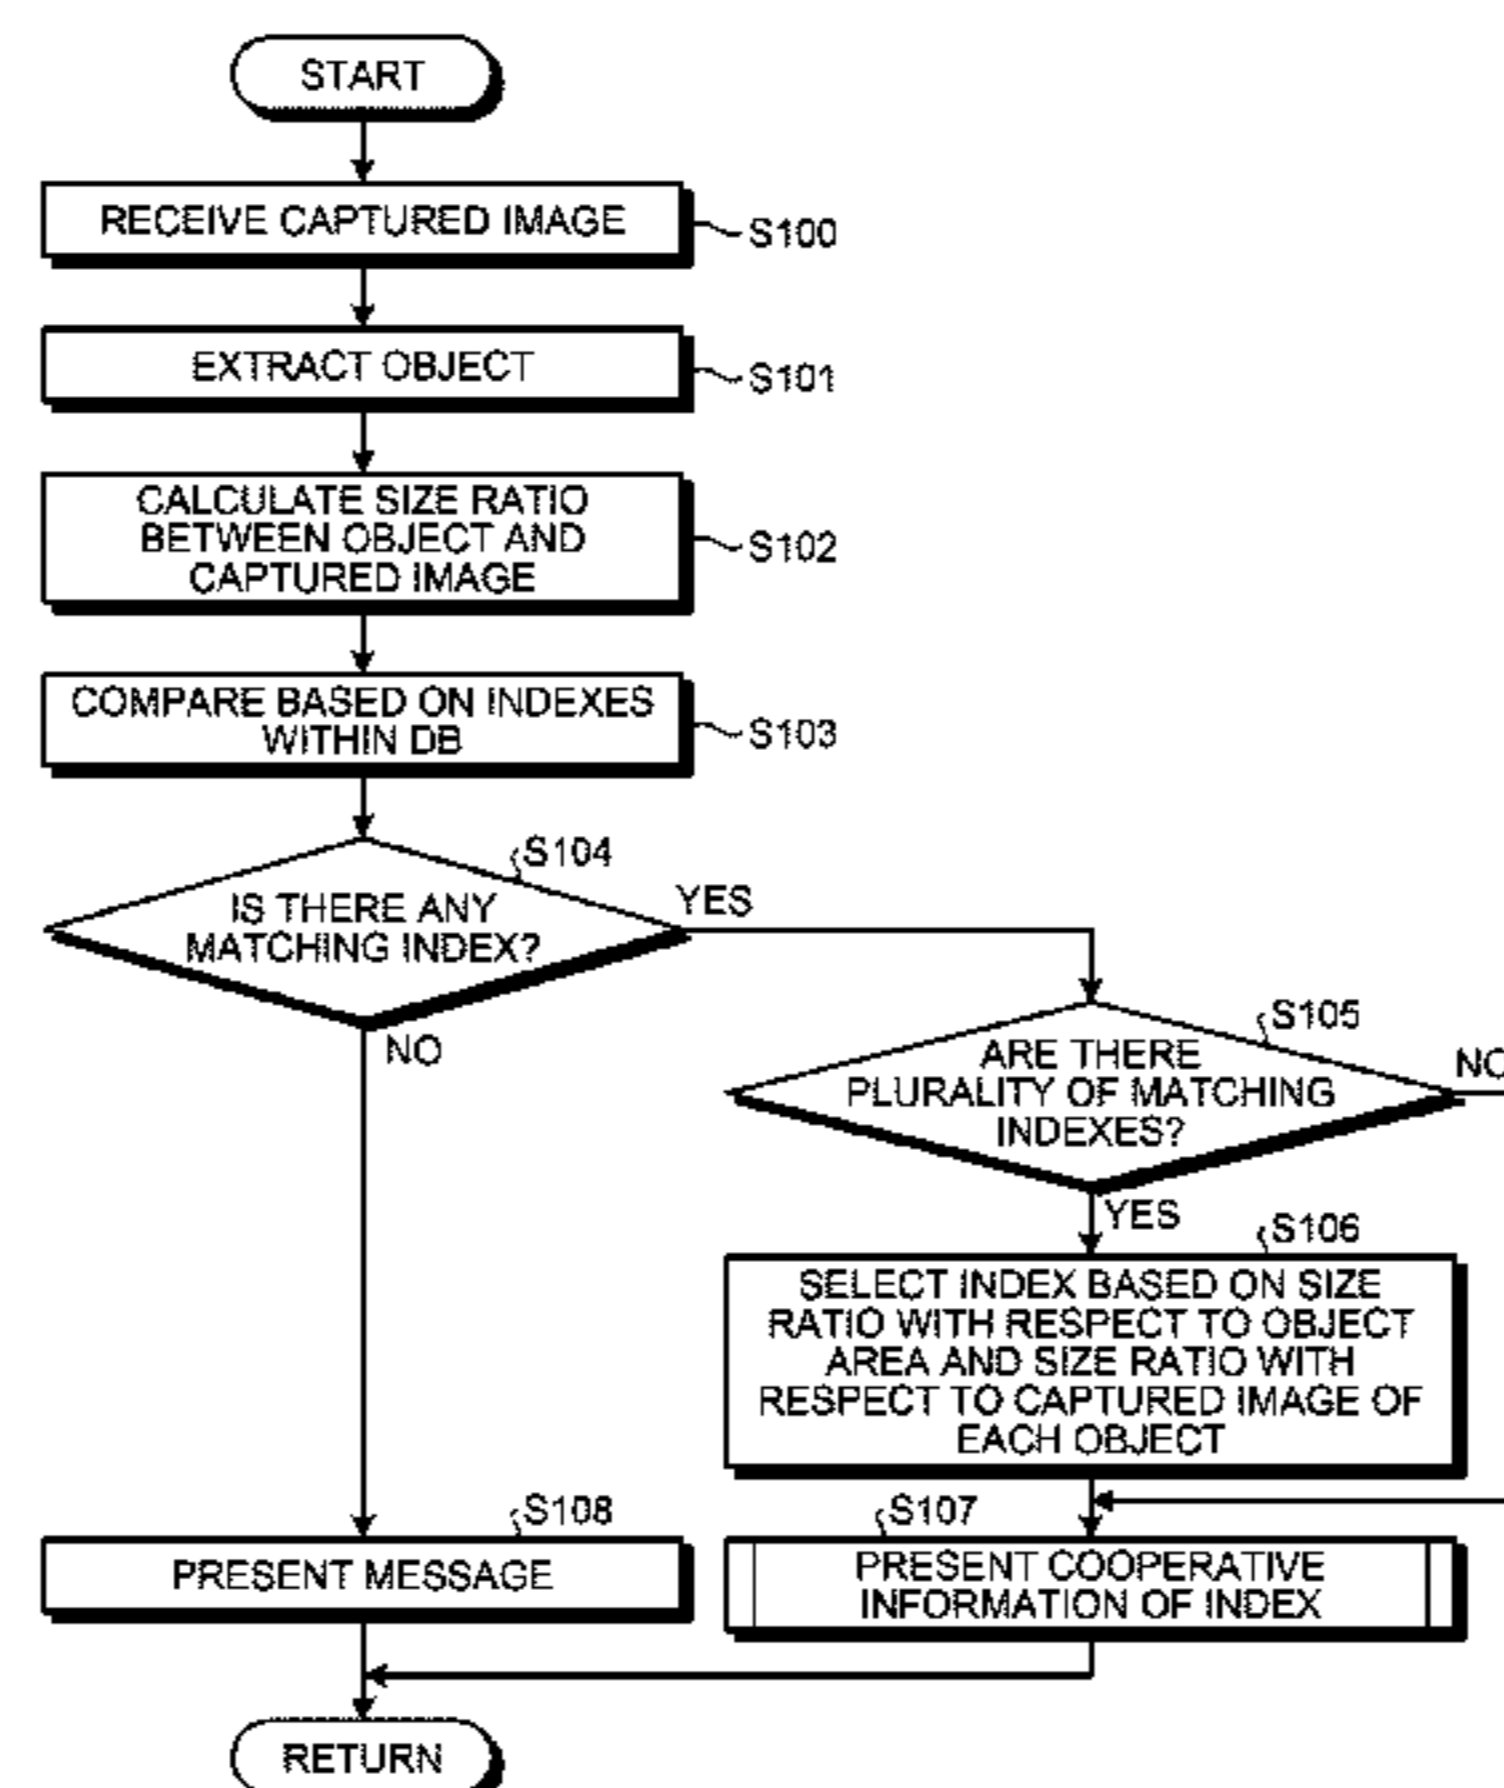 START
RECEIVE CAPTURED IMAGE
S100
EXTRACT OBJECT
S101
CALCULATE SIZE RATIO
BETWEEN OBJECT AND
CAPTURED IMAGE
S102
COMPARE BASED ON INDEXES
WITHIN DB
S103
S104
IS THERE ANY
MATCHING INDEX?
YES
NO
S105
ARE THERE
PLURALITY OF MATCHING
INDEXES?
NO
YES
S106
SELECT INDEX BASED ON SIZE
RATIO WITH RESPECT TO OBJECT
AREA AND SIZE RATIO WITH
RESPECT TO CAPTURED IMAGE OF
EACH OBJECT
S108
PRESENT MESSAGE
S107
PRESENT COOPERATIVE
INFORMATION OF INDEX
RETURN